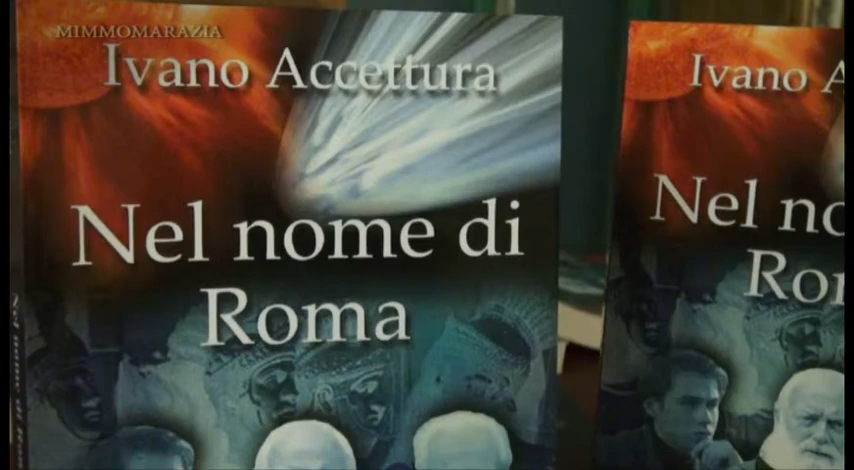 MIMMOMARAZIA
Ivano Accettura
Nel nome di
Roma
Ivano A
Nel no
Ro